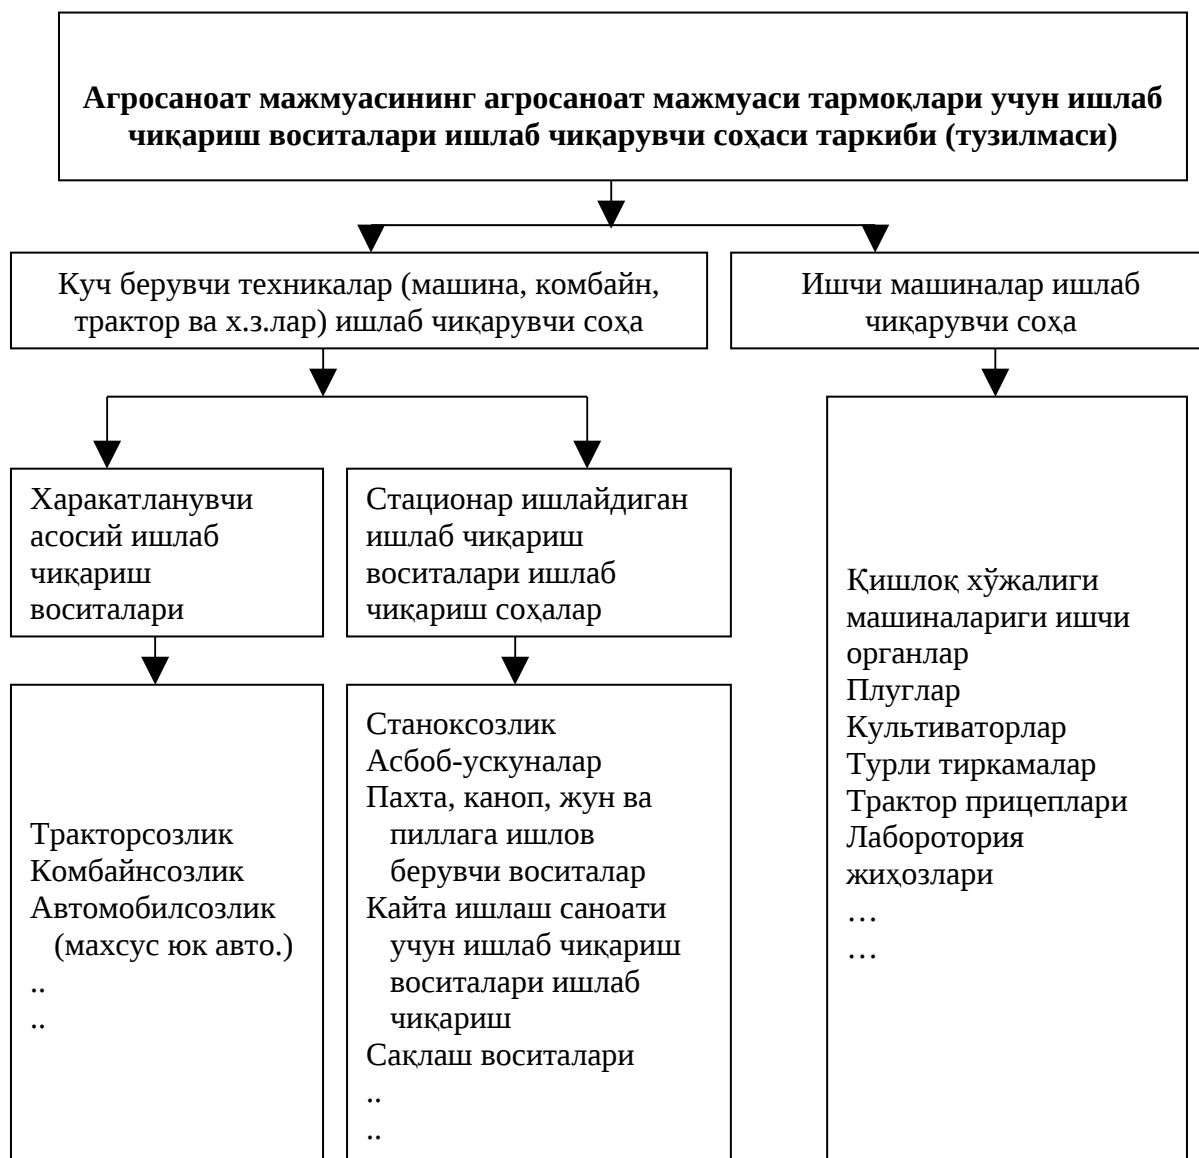 Агросаноат мажмуасининг агросаноат мажмуаси тармоқлари учун ишлаб
чиқариш воситалари ишлаб чиқарувчи соҳаси таркиби (тузилмаси)
Куч берувчи техникалар (машина, комбайн,
трактор ва х.з.лар) ишлаб чиқарувчи соҳа
Ишчи машиналар ишлаб
чиқарувчи соҳа
Харакатланувчи
асосий ишлаб
чиқариш
воситалари
Стационар ишлайдиган
ишлаб чиқариш
воситалари ишлаб
чиқариш соҳалар
Тракторсозлик
Комбайнсозлик
Автомобилсозлик
(махсус юк авто.)
..
..
Станоксозлик
Асбоб-ускуналар
Пахта, каноп, жун ва
пиллага ишлов
берувчи воситалар
Кайта ишлаш саноати
учун ишлаб чиқариш
воситалари ишлаб
чиқариш
Сақлаш воситалари
..
..
Қишлоқ хўжалиги
машиналариги ишчи
органлар
Плуглар
Культиваторлар
Турли тиркамалар
Трактор прицеплари
Лаборотория
жиҳозлари
…
…